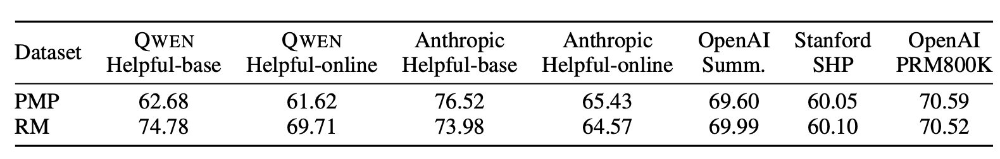 Dataset QWEN Helpful-base QWEN Helpful-online Anthropic Helpful-base Anthropic Helpful-online OpenAI Summ. Stanford SHP OpenAI PRM800K
PMP 62.68 61.62 76.52 65.43 69.60 60.05 70.59
RM 74.78 69.71 73.98 64.57 69.99 60.10 70.52